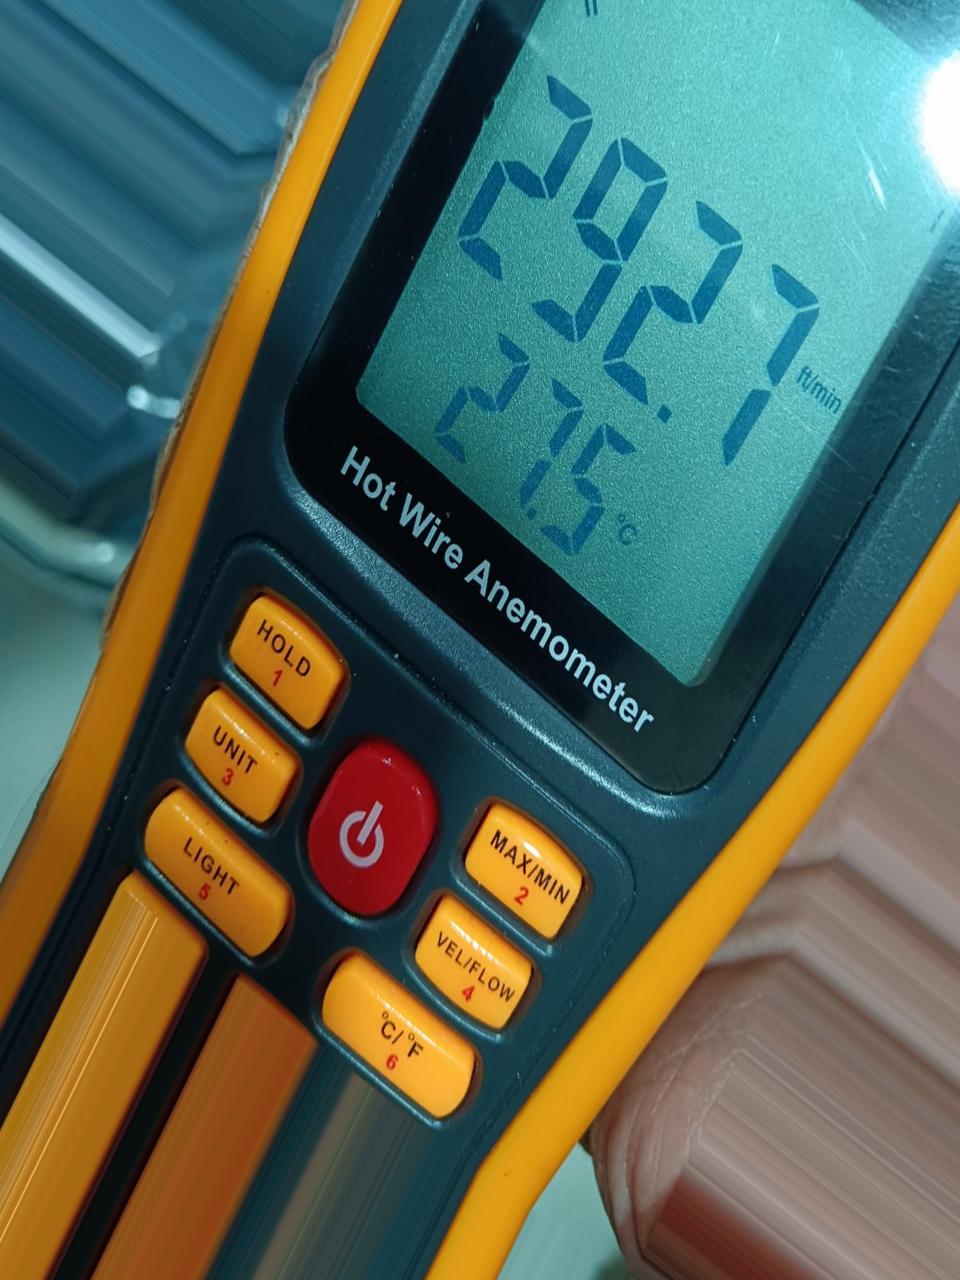 292.7
ft/min
27.5
°C
Hot Wire Anemometer
HOLD
1
UNIT
3
LIGHT
5
MAX/MIN
2
VEL/FLOW
4
°C/°F
6